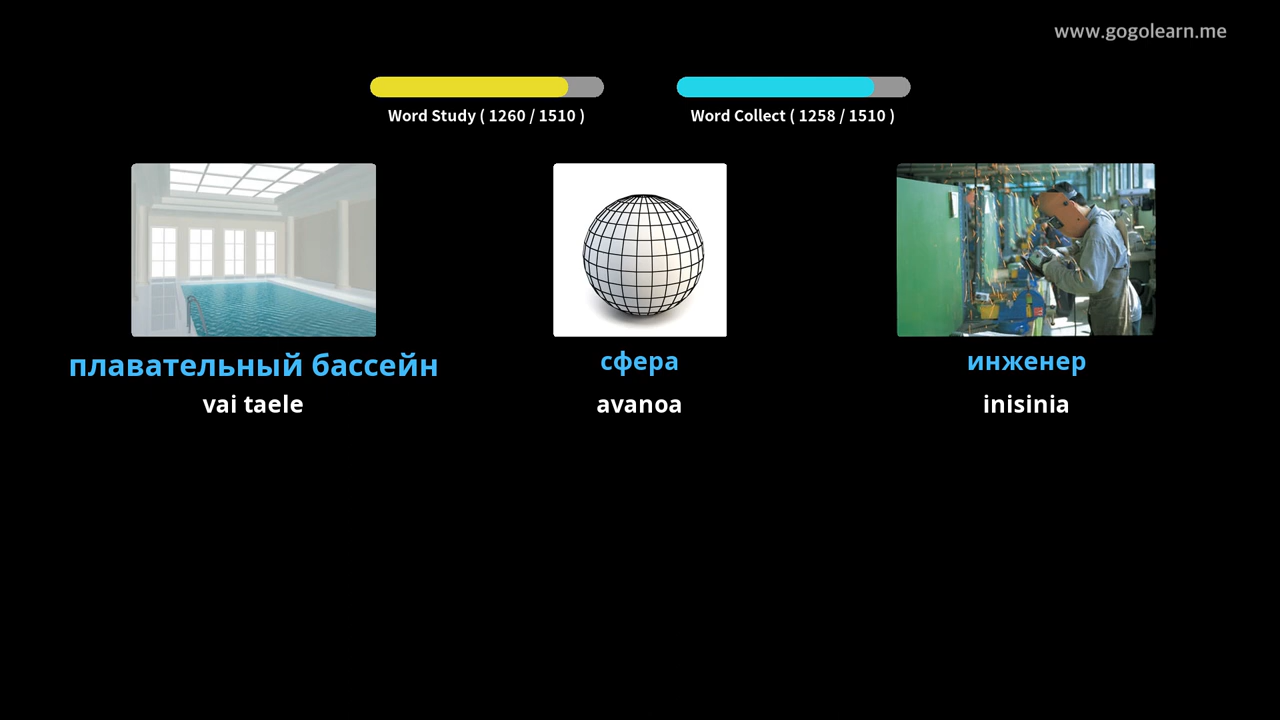 www.gogolearn.me
Word Study ( 1260 / 1510 )
Word Collect ( 1258 / 1510 )
плавательный бассейн
сфера
инженер
vai taele
avanoa
inisinia